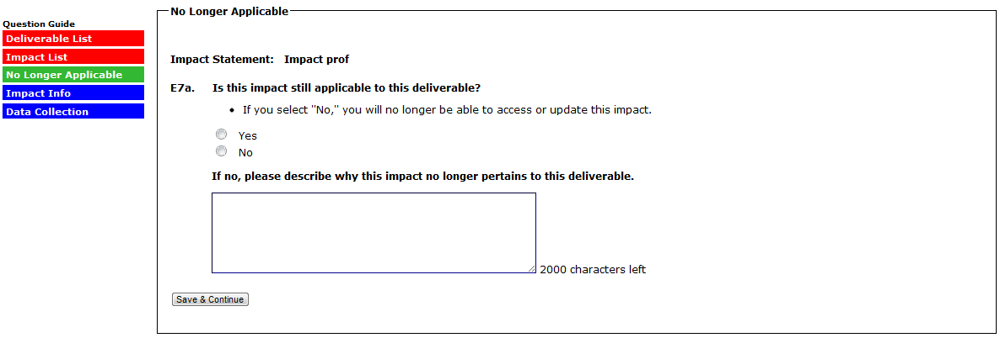 Question Guide
Deliverable List
Impact List
No Longer Applicable
Impact Info
Data Collection
No Longer Applicable
Impact Statement: Impact prof
E7a. Is this impact still applicable to this deliverable?
• If you select "No," you will no longer be able to access or update this impact.
Yes
No
If no, please describe why this impact no longer pertains to this deliverable.
2000 characters left
Save & Continue